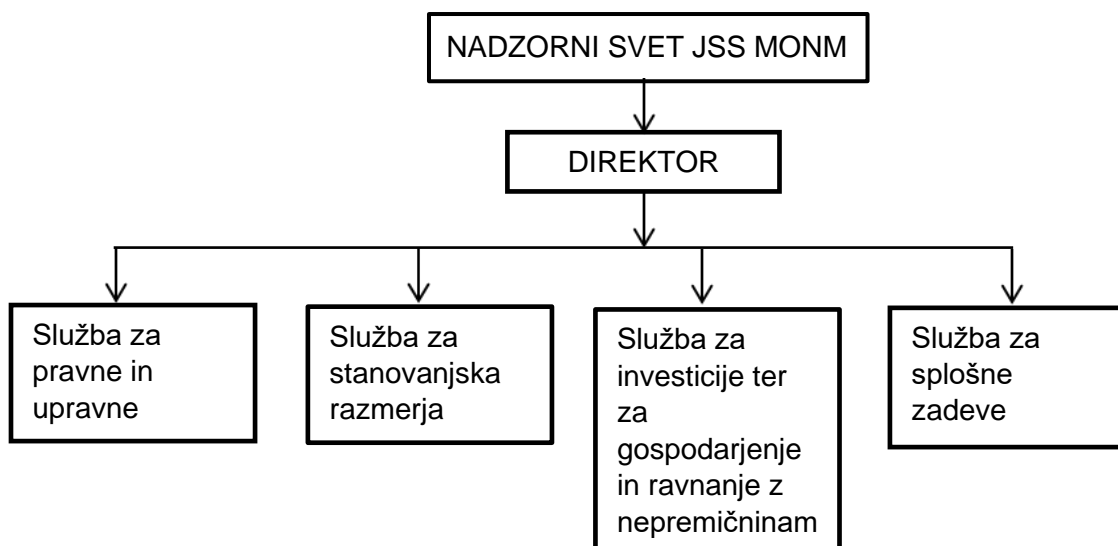 NADZORNI SVET JSS MONM
DIREKTOR
Služba za
pravne in
upravne
Služba za
stanovanjska
razmerja
Služba za
investicije ter
za
gospodarjenje
in ravnanje z
nepremičninam
Služba za
splošne
zadeve